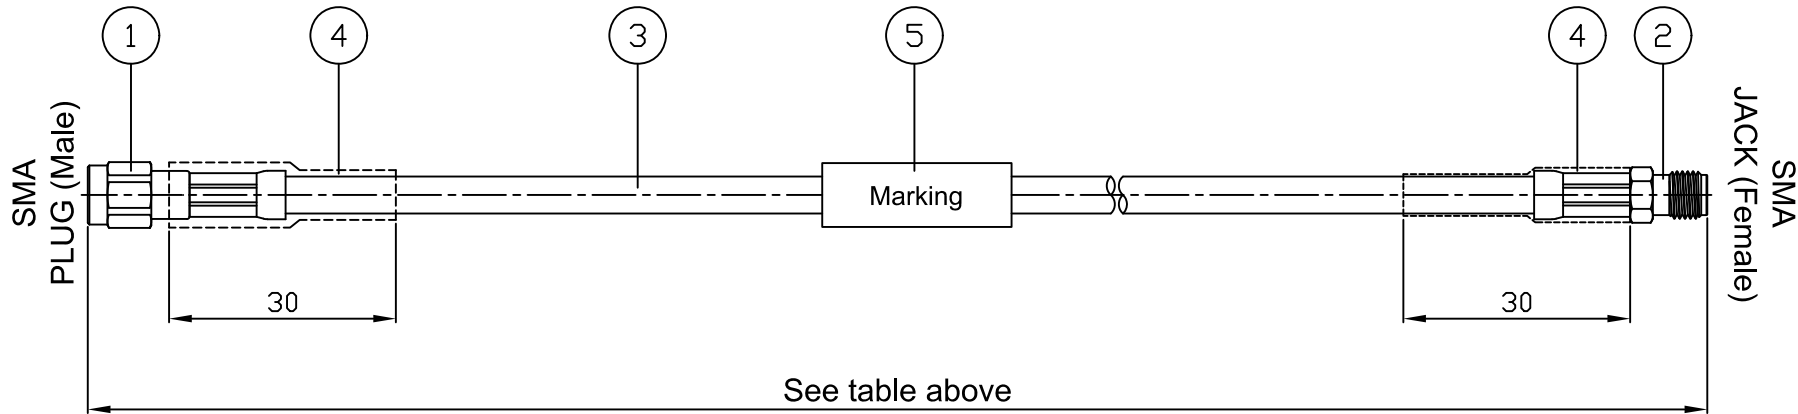 1
4
3
5
4
2
SMA
PLUG (Male)
Marking
SMA
JACK (Female)
30
30
See table above